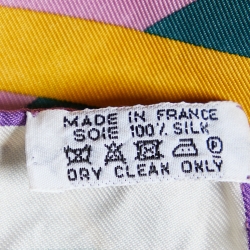 MADE IN FRANCE
SOIE 100% SILK
DRY CLEAN ONLY